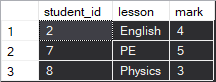 student_id lesson mark
1 2 English 4
2 7 PE 5
3 8 Physics 3